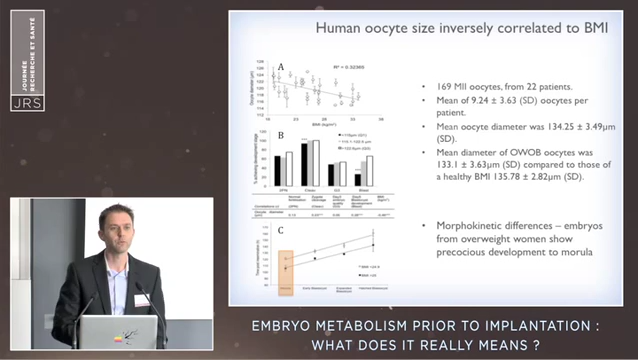 JOURNÉE
RECHERCHE ET SANTÉ
JRS
Human oocyte size inversely correlated to BMI
A
B
C
• 169 MII oocytes, from 22 patients.
• Mean of 9.24 ± 3.63 (SD) oocytes per
patient.
• Mean oocyte diameter was 134.25 ± 3.49µm
(SD).
• Mean diameter of OWOB oocytes was
133.1 ± 3.63µm (SD) compared to those of
a healthy BMI 135.78 ± 2.82µm (SD).
• Morphokinetic differences – embryos
from overweight women show
precocious development to morula
EMBRYO METABOLISM PRIOR TO IMPLANTATION :
WHAT DOES IT REALLY MEANS ?